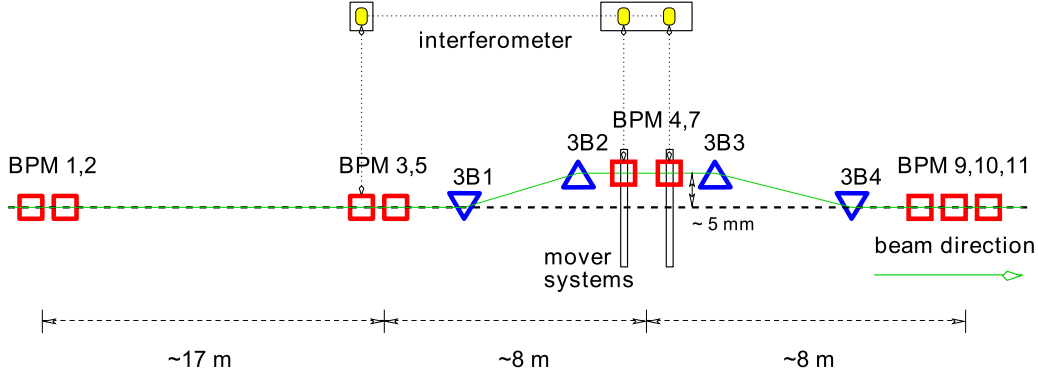 interferometer
BPM 4,7
3B2
3B3
BPM 1,2
BPM 3,5
3B1
3B4
BPM 9,10,11
~ 5 mm
beam direction
mover
systems
~17 m
~8 m
~8 m